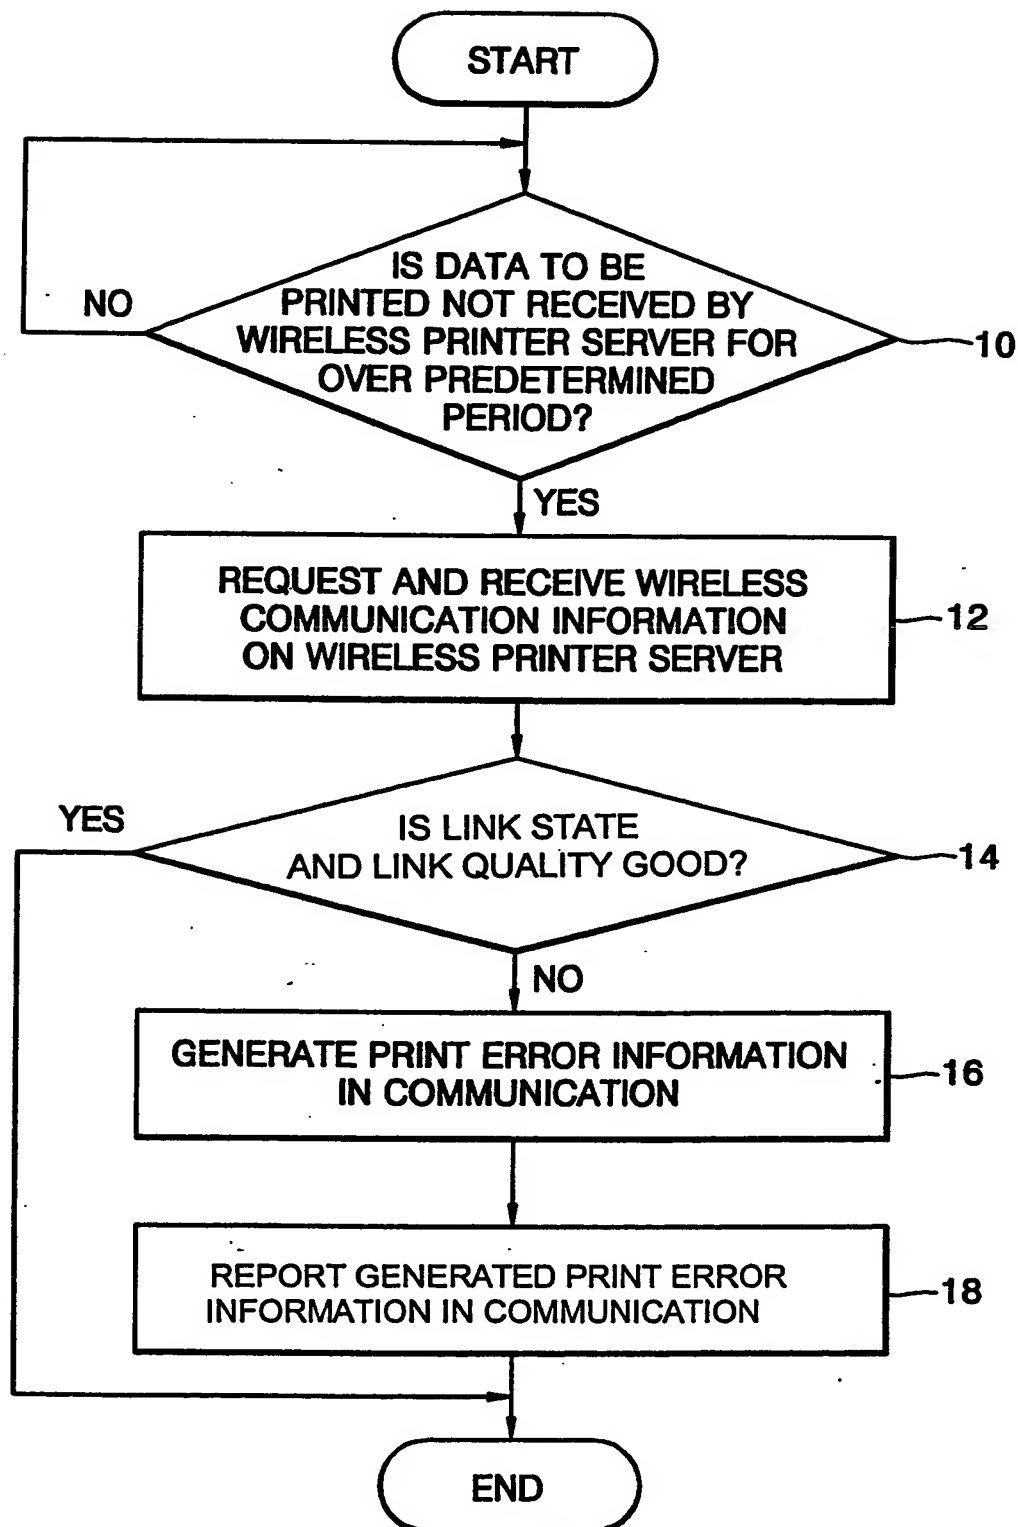 START
IS DATA TO BE
NO
PRINTED NOT RECEIVED BY
WIRELESS PRINTER SERVER FOR
10
OVER PREDETERMINED
PERIOD?
YES
REQUEST AND RECEIVE WIRELESS
COMMUNICATION INFORMATION
12
ON WIRELESS PRINTER SERVER
YES
IS LINK STATE
AND LINK QUALITY GOOD?
14
NO
GENERATE PRINT ERROR INFORMATION
IN COMMUNICATION
16
REPORT GENERATED PRINT ERROR
INFORMATION IN COMMUNICATION
18
END